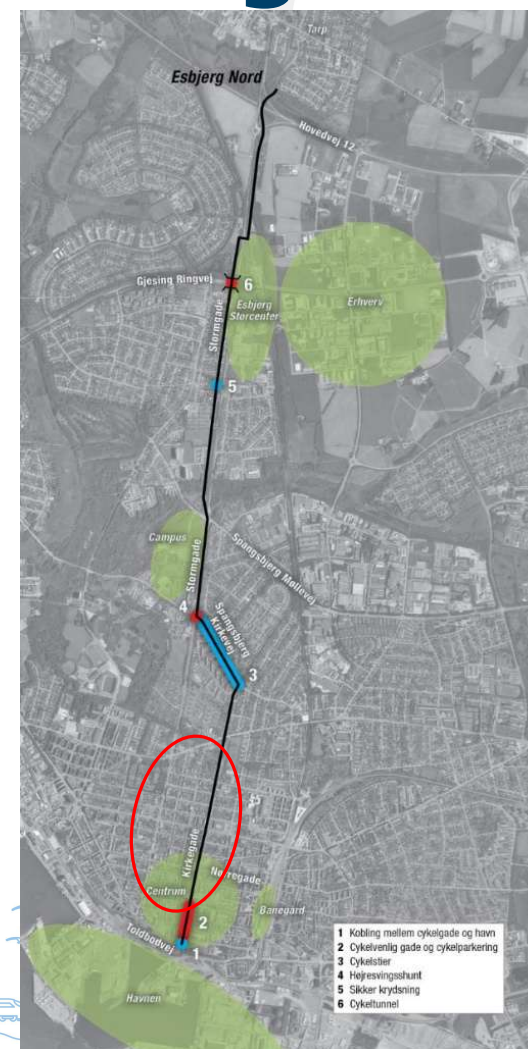 Tarp
Esbjerg Nord
Novedvej 12
Gjesing Ringvej
6
Esbjerg
Storcenter
Erhverv
Stormgade
5
Campus
Stormgade
Spangsbjerg Møllevej
4
Spangsbjerg
Kirkevej
3
Kirkegade
Nørregade
Centrum
Banegård
2
Toldbodvej
1
Havnen
1 Kobling mellem cykelgade og havn
2 Cykelvenlig gade og cykelparkering
3 Cykelstier
4 Højresvingsshunt
5 Sikker krydsning
6 Cykeltunnel